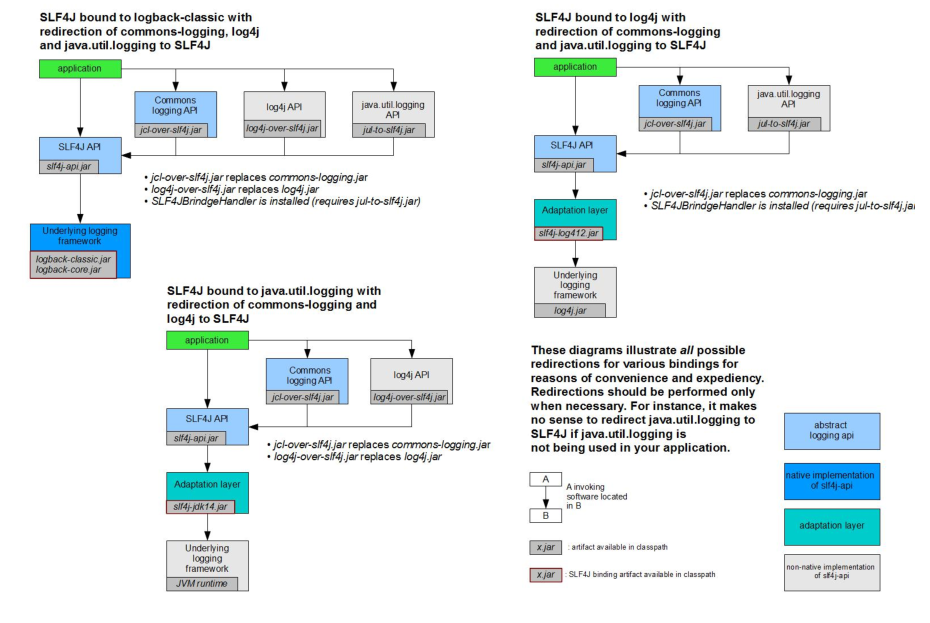 SLF4J bound to logback-classic with
redirection of commons-logging, log4j
and java.util.logging to SLF4J
application
Commons
logging API
jcl-over-slf4j.jar
log4j API
log4j-over-slf4j.jar
java.util.logging
API
jul-to-slf4j.jar
SLF4J API
slf4j-api.jar
• jcl-over-slf4j.jar replaces commons-logging.jar
• log4j-over-slf4j.jar replaces log4j.jar
• SLF4JBrindgeHandler is installed (requires jul-to-slf4j.jar)
Underlying logging
framework
logback-classic.jar
logback-core.jar
SLF4J bound to log4j with
redirection of commons-logging
and java.util.logging to SLF4J
application
Commons
logging API
jcl-over-slf4j.jar
java.util.logging
API
jul-to-slf4j.jar
SLF4J API
slf4j-api.jar
• jcl-over-slf4j.jar replaces commons-logging.jar
• SLF4JBrindgeHandler is installed (requires jul-to-slf4j.jar
Adaptation layer
slf4j-log412.jar
Underlying
logging
framework
log4j.jar
SLF4J bound to java.util.logging with
redirection of commons-logging and
log4j to SLF4J
application
Commons
logging API
jcl-over-slf4j.jar
log4j API
log4j-over-slf4j.jar
SLF4J API
slf4j-api.jar
• jcl-over-slf4j.jar replaces commons-logging.jar
• log4j-over-slf4j.jar replaces log4j.jar
Adaptation layer
slf4j-jdk14.jar
Underlying
logging
framework
JVM runtime
These diagrams illustrate all possible
redirections for various bindings for
reasons of convenience and expediency.
Redirections should be performed only
when necessary. For instance, it makes
no sense to redirect java.util.logging to
SLF4J if java.util.logging is
not being used in your application.
A
B
A invoking
software located
in B
x.jar : artifact available in classpath
x.jar : SLF4J binding artifact available in classpath
abstract
logging api
native implementation
of slf4j-api
adaptation layer
non-native implementation
of slf4j-api